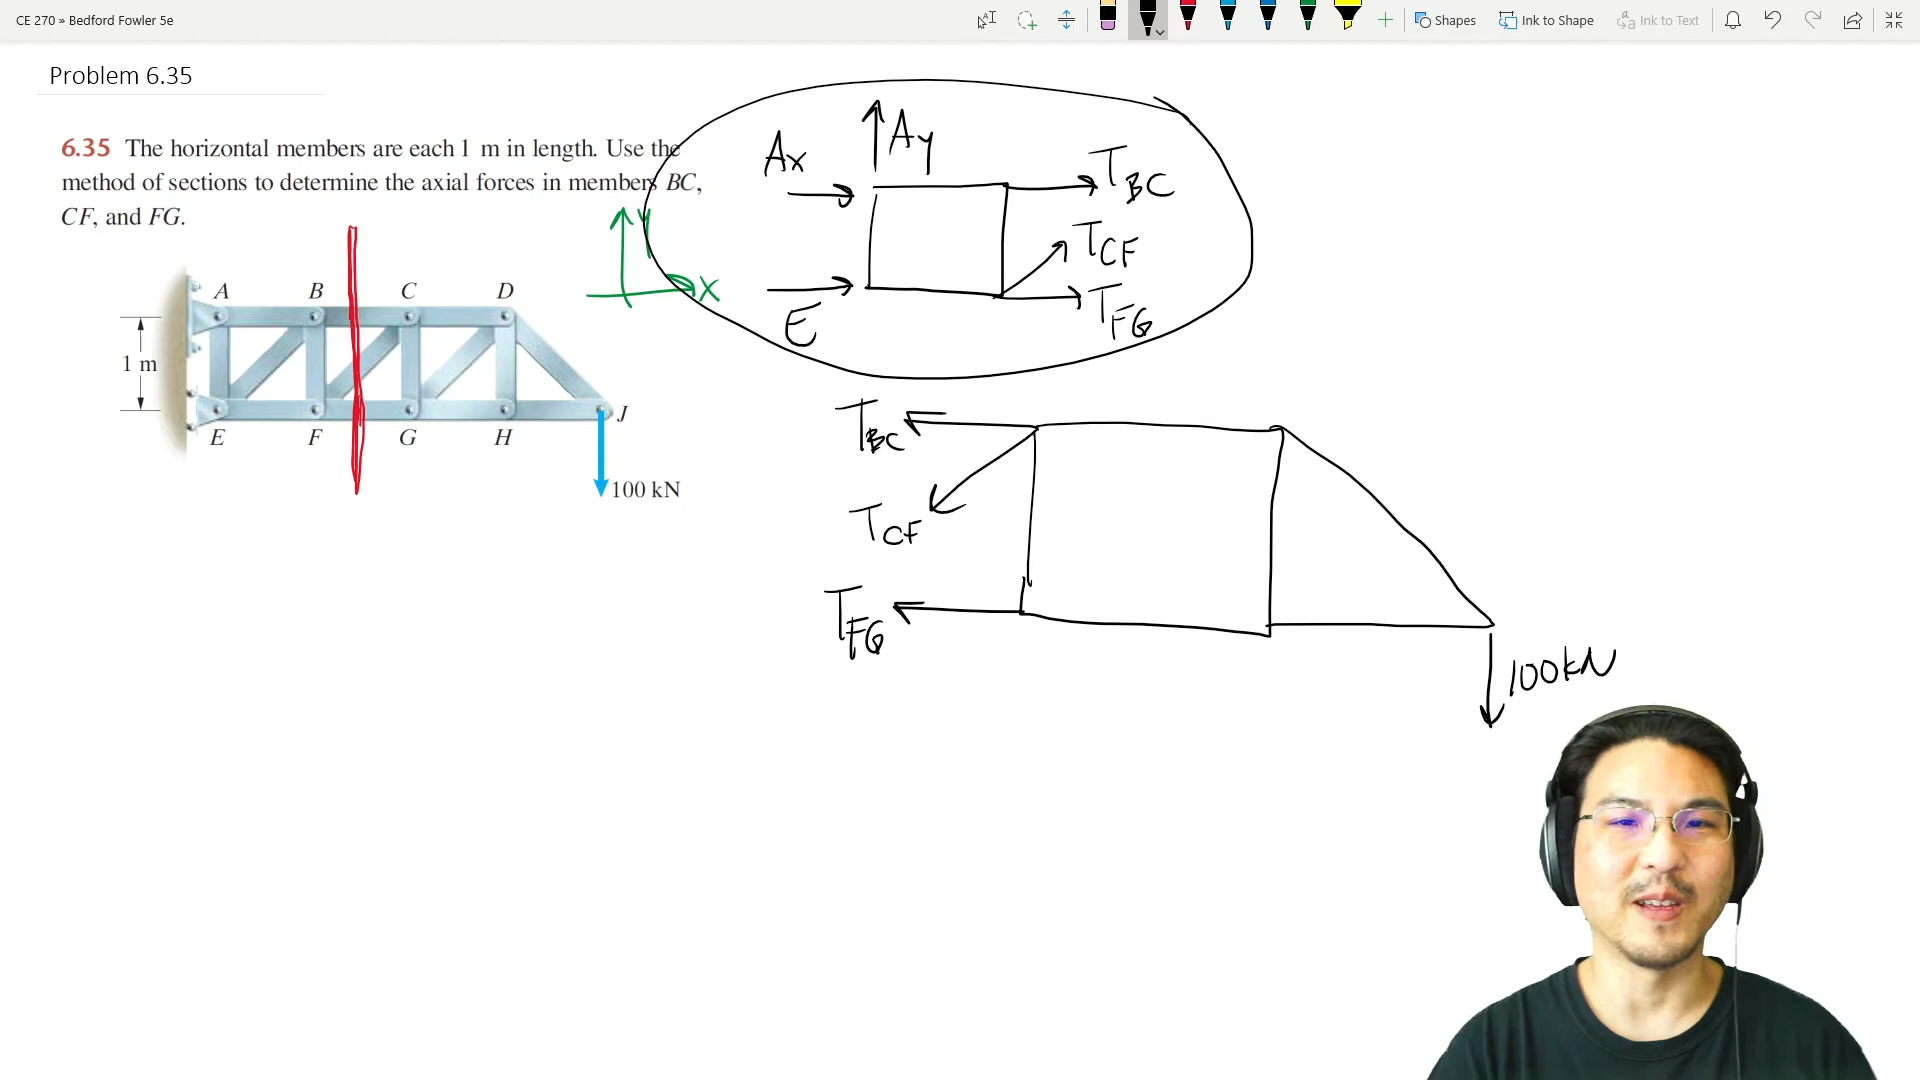 CE 270 » Bedford Fowler 5e
Shapes
Ink to Shape
Ink to Text
Problem 6.35
6.35 The horizontal members are each 1 m in length. Use the
method of sections to determine the axial forces in members BC,
CF, and FG.
A B C D
1 m
J
E F G H
100 kN
Y
X
Ax
Ay
TBC
TCF
E
TFG
TBC
TCF
TFG
100kN